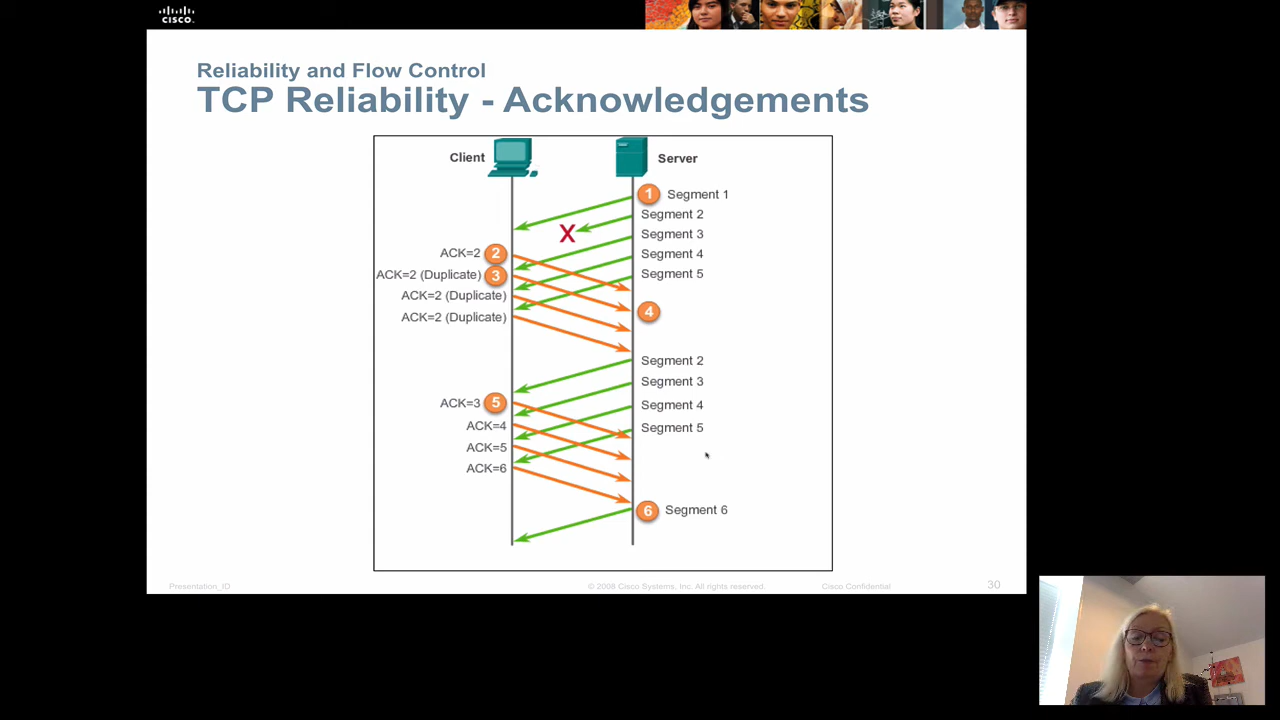 CISCO
Reliability and Flow Control
TCP Reliability - Acknowledgements
Client
Server
1 Segment 1
Segment 2
X
Segment 3
ACK=2 2
Segment 4
ACK=2 (Duplicate) 3
Segment 5
ACK=2 (Duplicate)
4
ACK=2 (Duplicate)
Segment 2
Segment 3
ACK=3 5
Segment 4
ACK=4
Segment 5
ACK=5
ACK=6
6 Segment 6
Presentation_ID
© 2008 Cisco Systems, Inc. All rights reserved.
Cisco Confidential
30